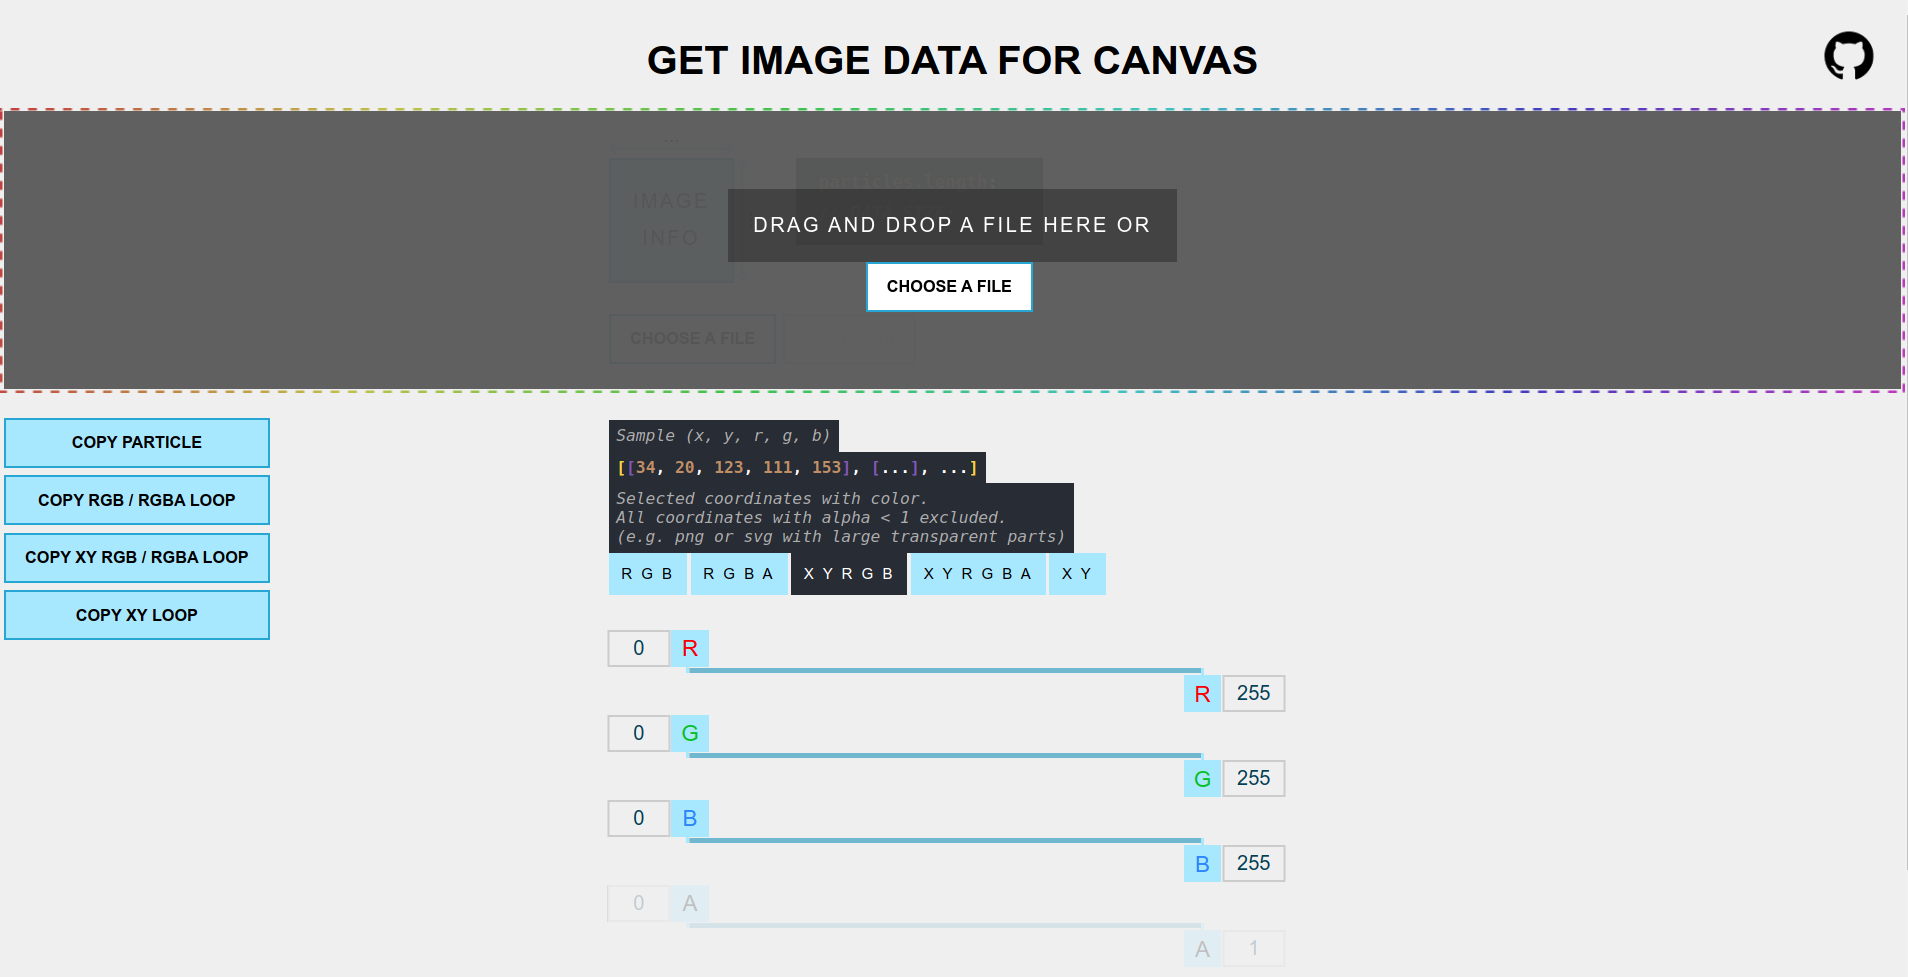 GET IMAGE DATA FOR CANVAS
...
IMAGE
INFO
particles.length:
DRAG AND DROP A FILE HERE OR
CHOOSE A FILE
CHOOSE A FILE
COPY PARTICLE
COPY RGB / RGBA LOOP
COPY XY RGB / RGBA LOOP
COPY XY LOOP
Sample (x, y, r, g, b)
[[34, 20, 123, 111, 153], [...], ...]
Selected coordinates with color.
All coordinates with alpha < 1 excluded.
(e.g. png or svg with large transparent parts)
R G B R G B A X Y R G B X Y R G B A X Y
0 R
R 255
0 G
G 255
0 B
B 255
0 A
A 1